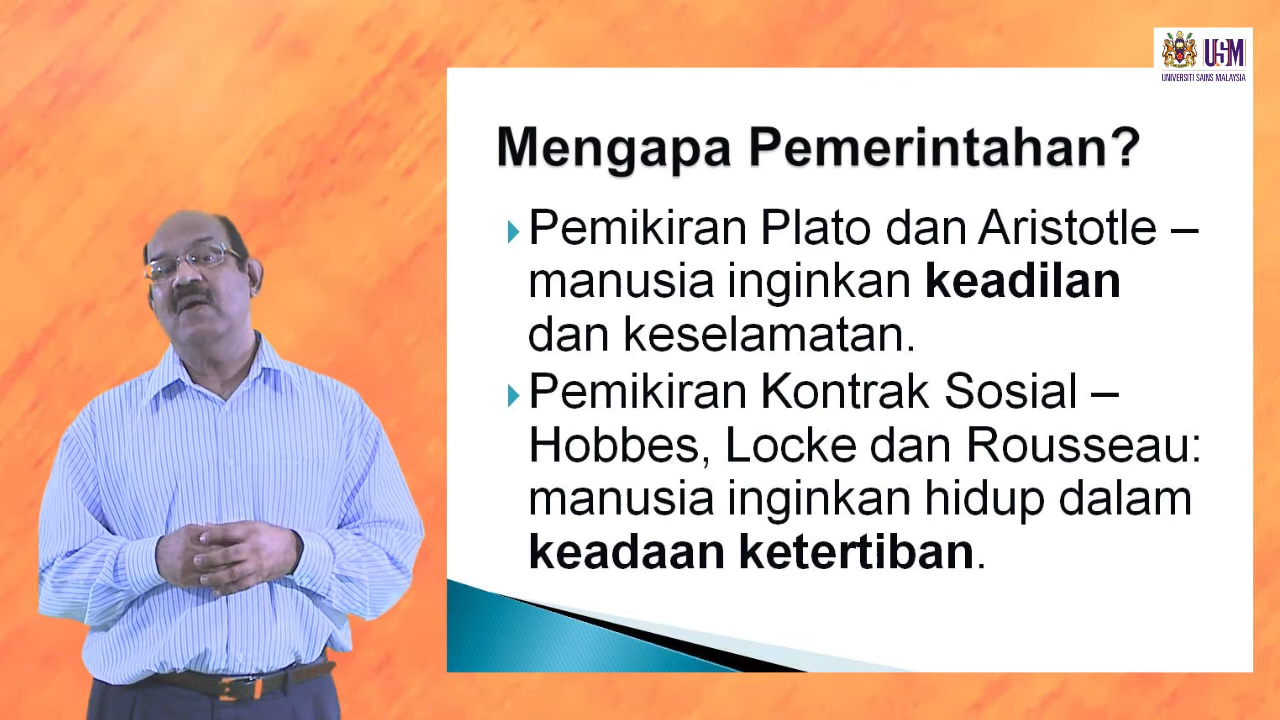 USM
UNIVERSITI SAINS MALAYSIA
Mengapa Pemerintahan?
Pemikiran Plato dan Aristotle –
manusia inginkan keadilan
dan keselamatan.
Pemikiran Kontrak Sosial –
Hobbes, Locke dan Rousseau:
manusia inginkan hidup dalam
keadaan ketertiban.